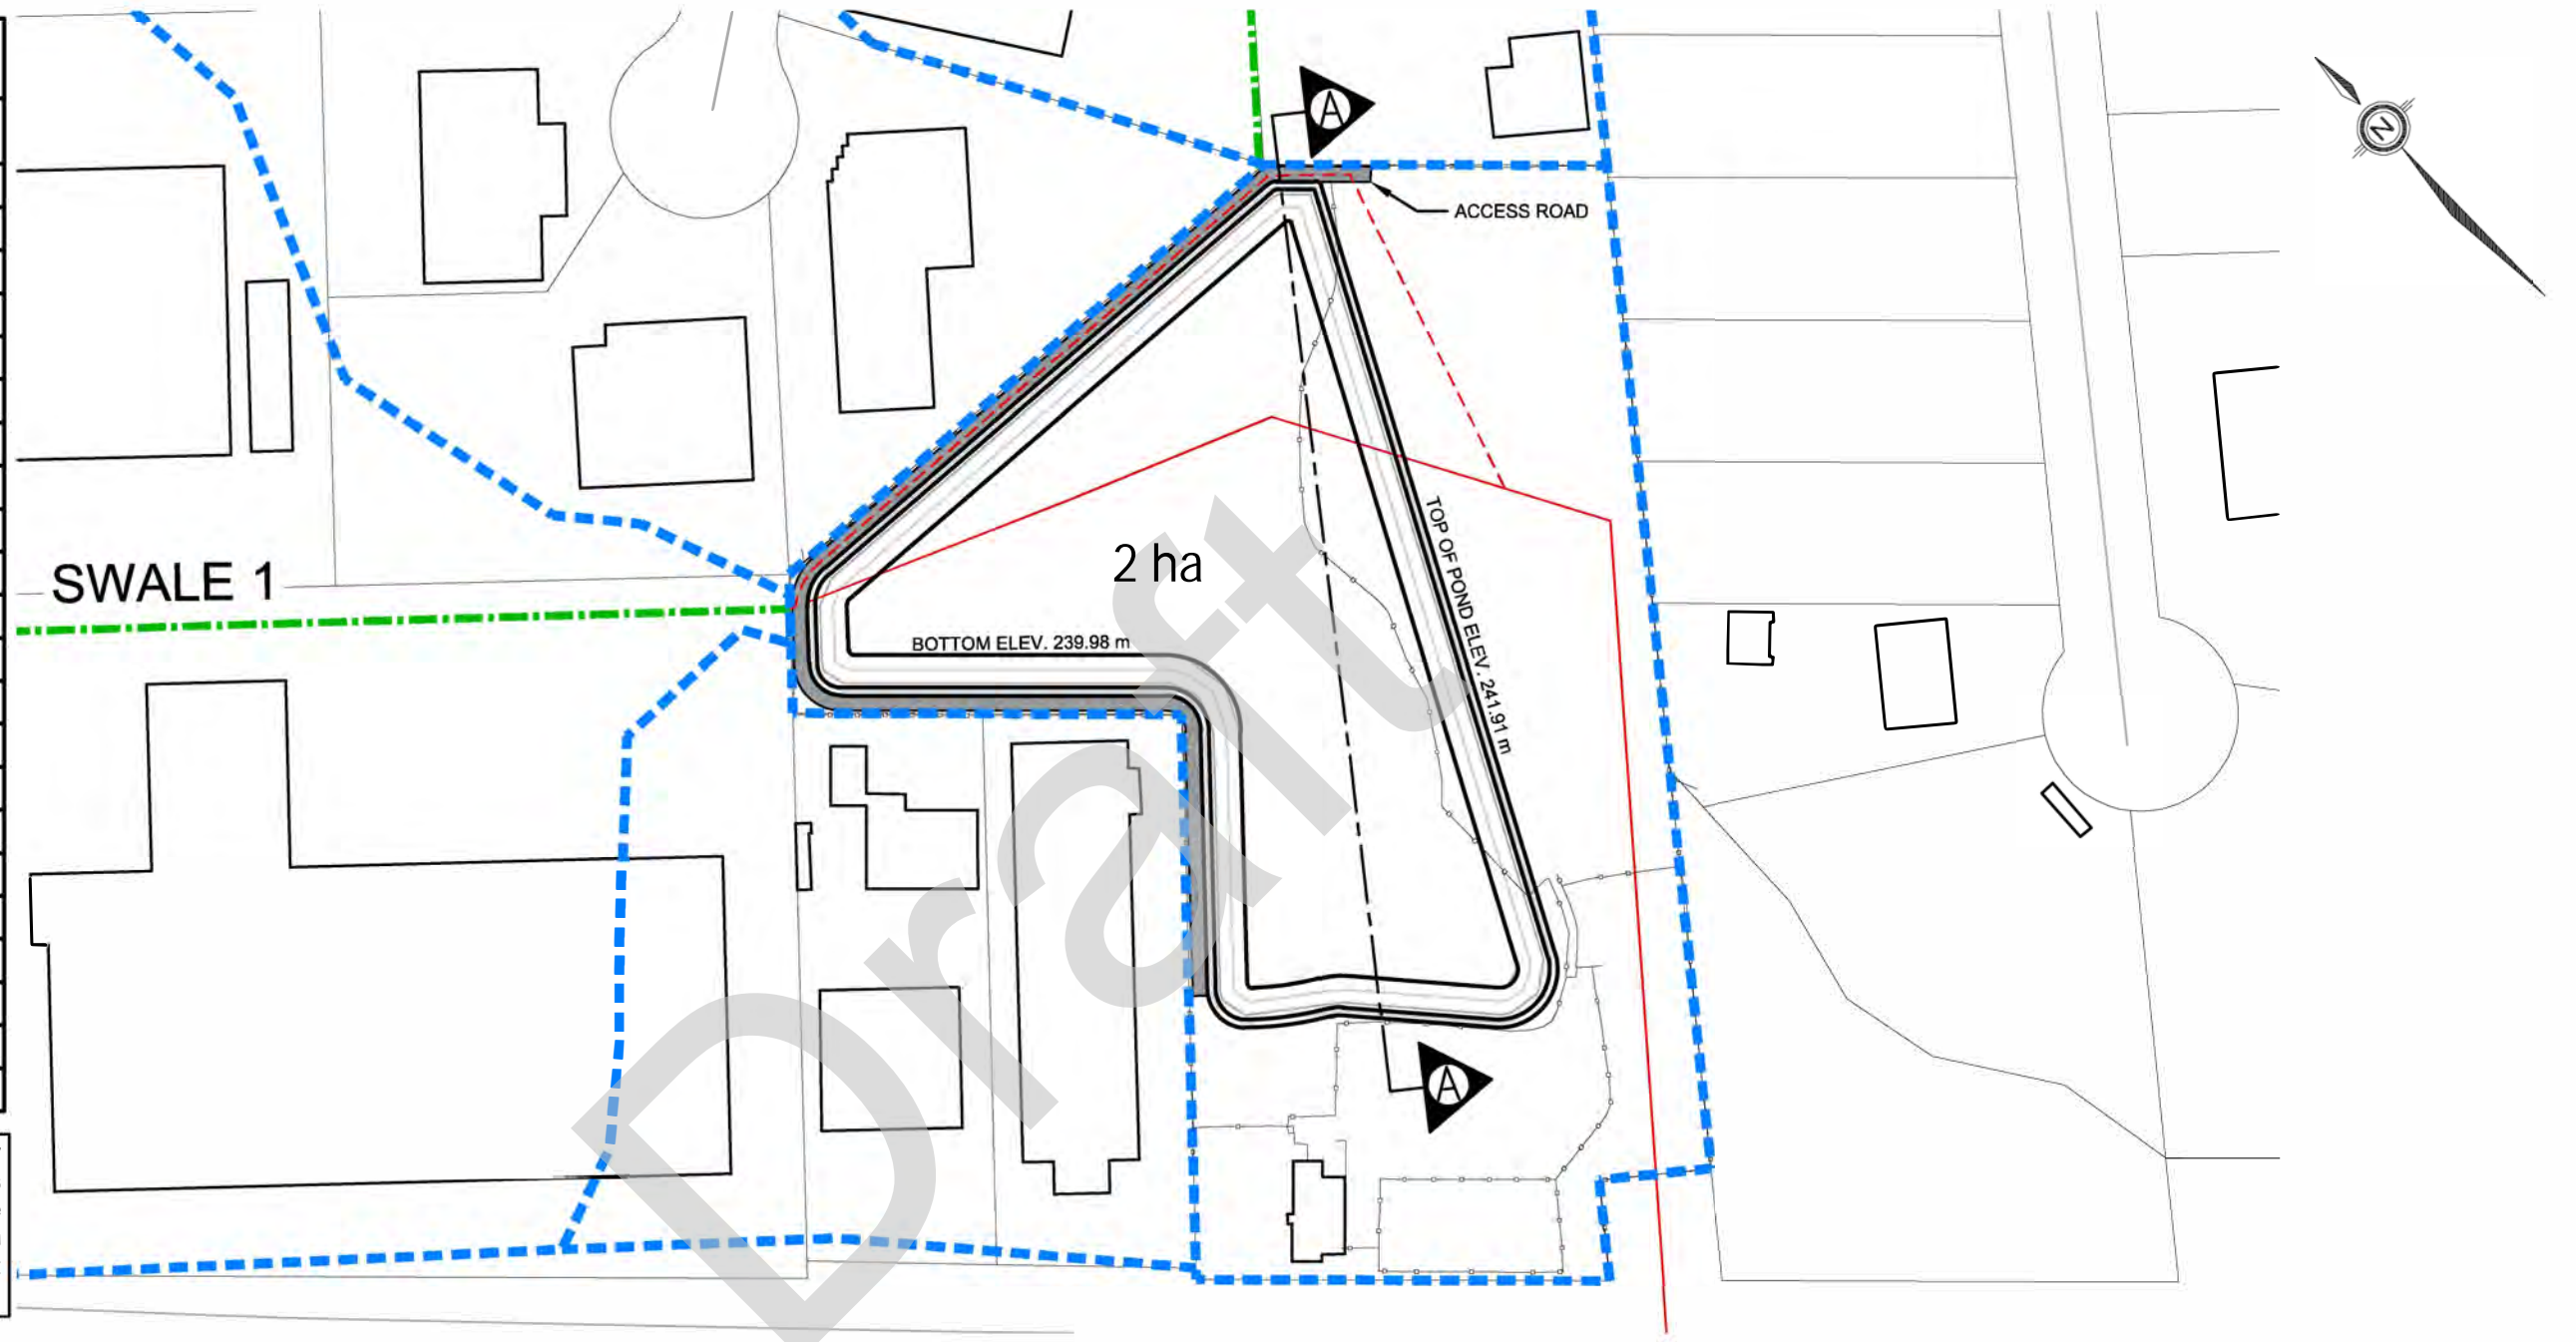 A
N
ACCESS ROAD
TOP OF POND ELEV. 241.91 m
2 ha
SWALE 1
BOTTOM ELEV. 239.98 m
Draft
A